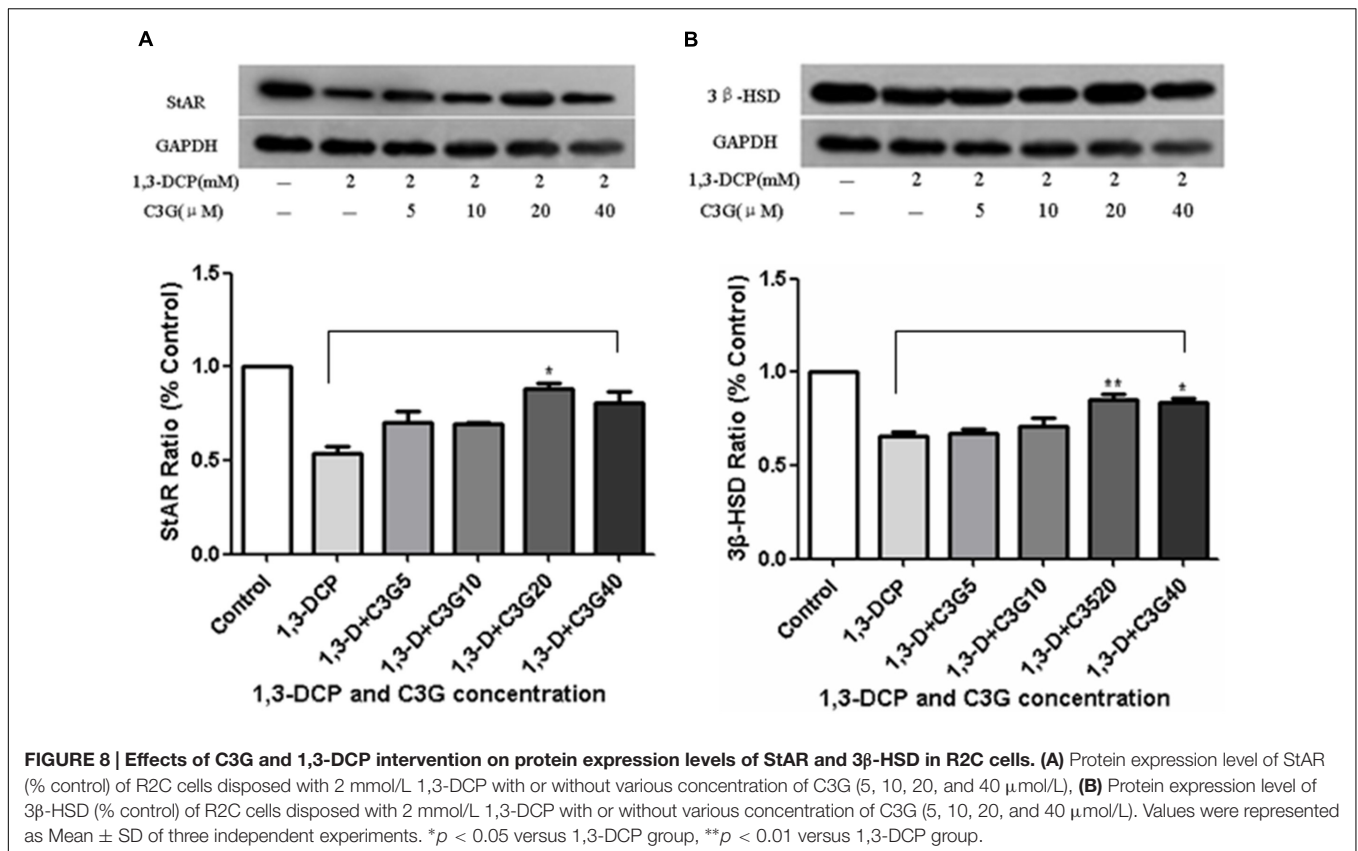 A
StAR
GAPDH
1,3-DCP(mM) — 2 2 2 2 2
C3G(μM) — — 5 10 20 40
StAR Ratio (% Control)
1.5
1.0
0.5
0.0
*
Control
1,3-DCP
1,3-D+C3G5
1,3-D+C3G10
1,3-D+C3G20
1,3-D+C3G40
1,3-DCP and C3G concentration
B
3β-HSD
GAPDH
1,3-DCP(mM) — 2 2 2 2 2
C3G(μM) — — 5 10 20 40
3β-HSD Ratio (% Control)
1.5
1.0
0.5
0.0
** *
Control
1,3-DCP
1,3-D+C3G5
1,3-D+C3G10
1,3-D+C3520
1,3-D+C3G40
1,3-DCP and C3G concentration
FIGURE 8 | Effects of C3G and 1,3-DCP intervention on protein expression levels of StAR and 3β-HSD in R2C cells. (A) Protein expression level of StAR
(% control) of R2C cells disposed with 2 mmol/L 1,3-DCP with or without various concentration of C3G (5, 10, 20, and 40 μmol/L), (B) Protein expression level of
3β-HSD (% control) of R2C cells disposed with 2 mmol/L 1,3-DCP with or without various concentration of C3G (5, 10, 20, and 40 μmol/L). Values were represented
as Mean ± SD of three independent experiments. *p < 0.05 versus 1,3-DCP group, **p < 0.01 versus 1,3-DCP group.